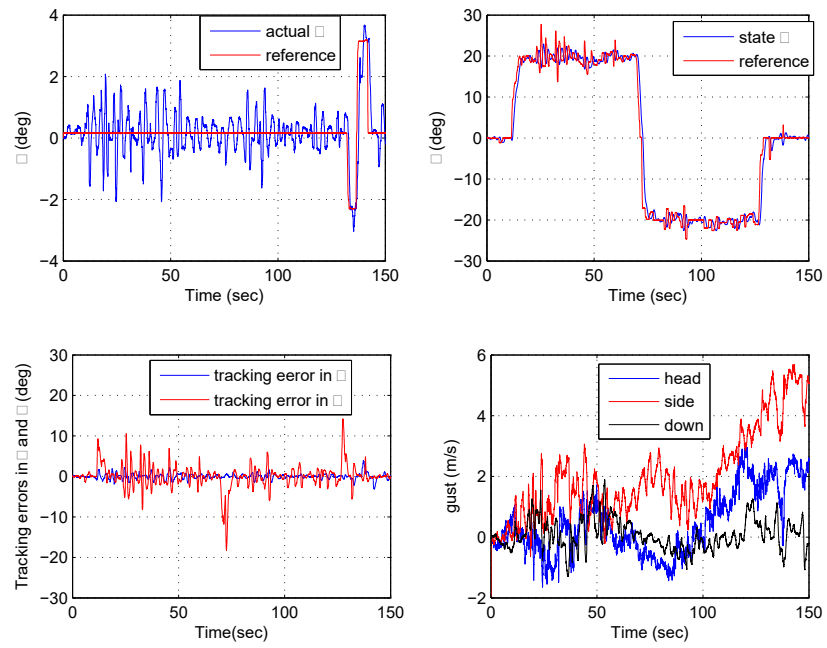 4
2
0
−2
−4
0
50
100
150
□ (deg)
Time (sec)
actual □
reference
30
20
10
0
−10
−20
−30
0
50
100
150
□ (deg)
Time (sec)
state □
reference
30
20
10
0
−10
−20
−30
0
50
100
150
Tracking errors in□ and □ (deg)
Time(sec)
tracking eeror in □
tracking error in □
6
4
2
0
−2
0
50
100
150
gust (m/s)
Time (sec)
head
side
down